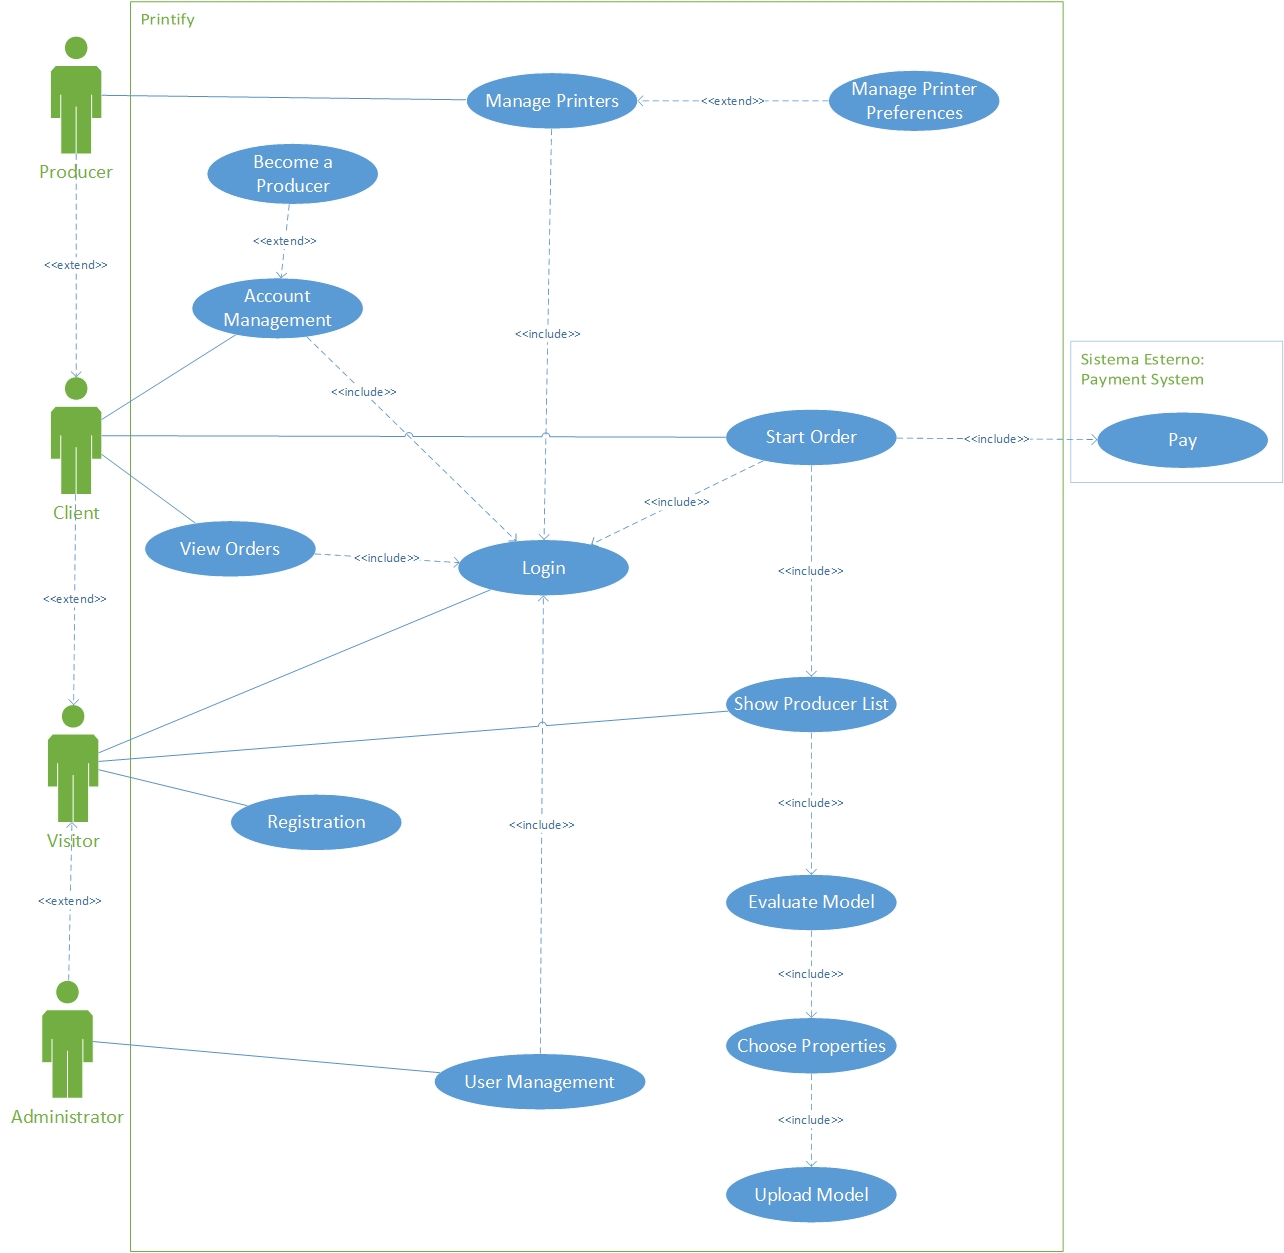 Printify
Manage Printers
<<extend>>
Manage Printer
Preferences
Producer
Become a
Producer
<<extend>>
<<extend>>
Account
Management
<<include>>
Sistema Esterno:
Payment System
<<include>>
Start Order
<<include>>
Pay
Client
<<include>>
View Orders
<<include>>
Login
<<include>>
<<extend>>
Show Producer List
<<include>>
Registration
<<include>>
Visitor
<<extend>>
Evaluate Model
<<include>>
Choose Properties
User Management
Administrator
<<include>>
Upload Model